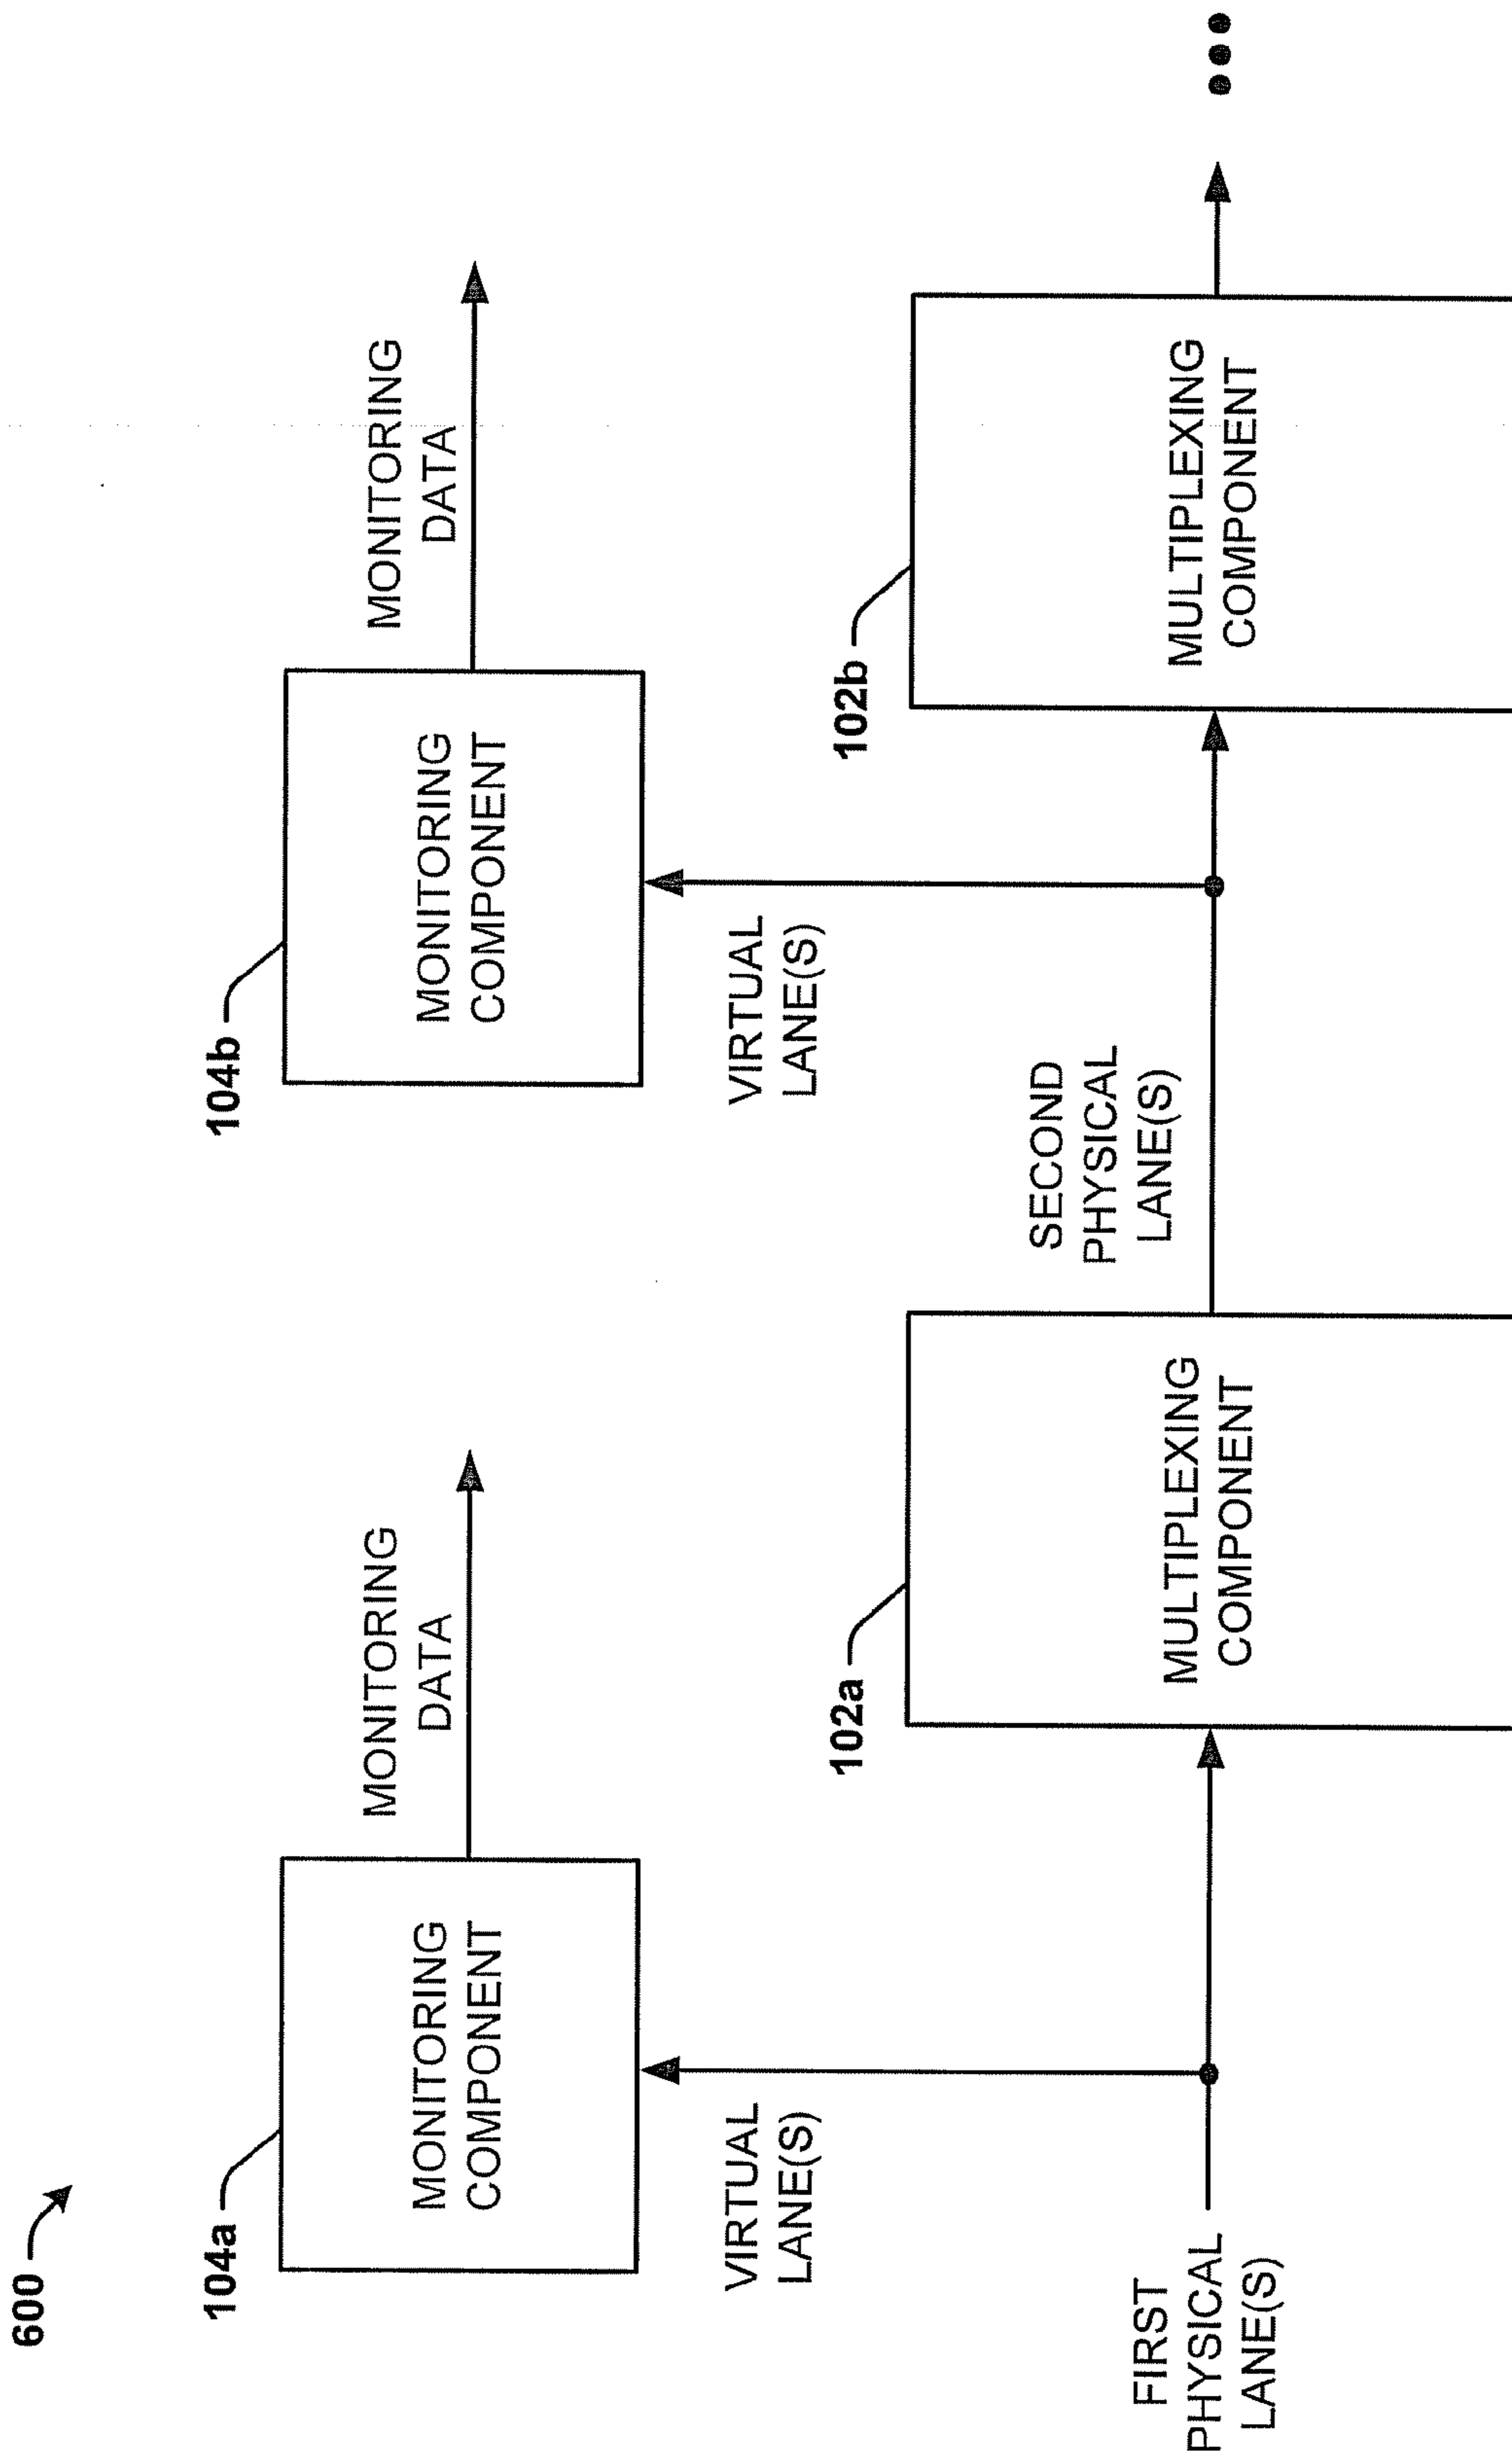 600
104a
MONITORING
COMPONENT
MONITORING
DATA
104b
MONITORING
COMPONENT
MONITORING
DATA
VIRTUAL
LANE(S)
VIRTUAL
LANE(S)
FIRST
PHYSICAL
LANE(S)
102a
MULTIPLEXING
COMPONENT
SECOND
PHYSICAL
LANE(S)
102b
MULTIPLEXING
COMPONENT